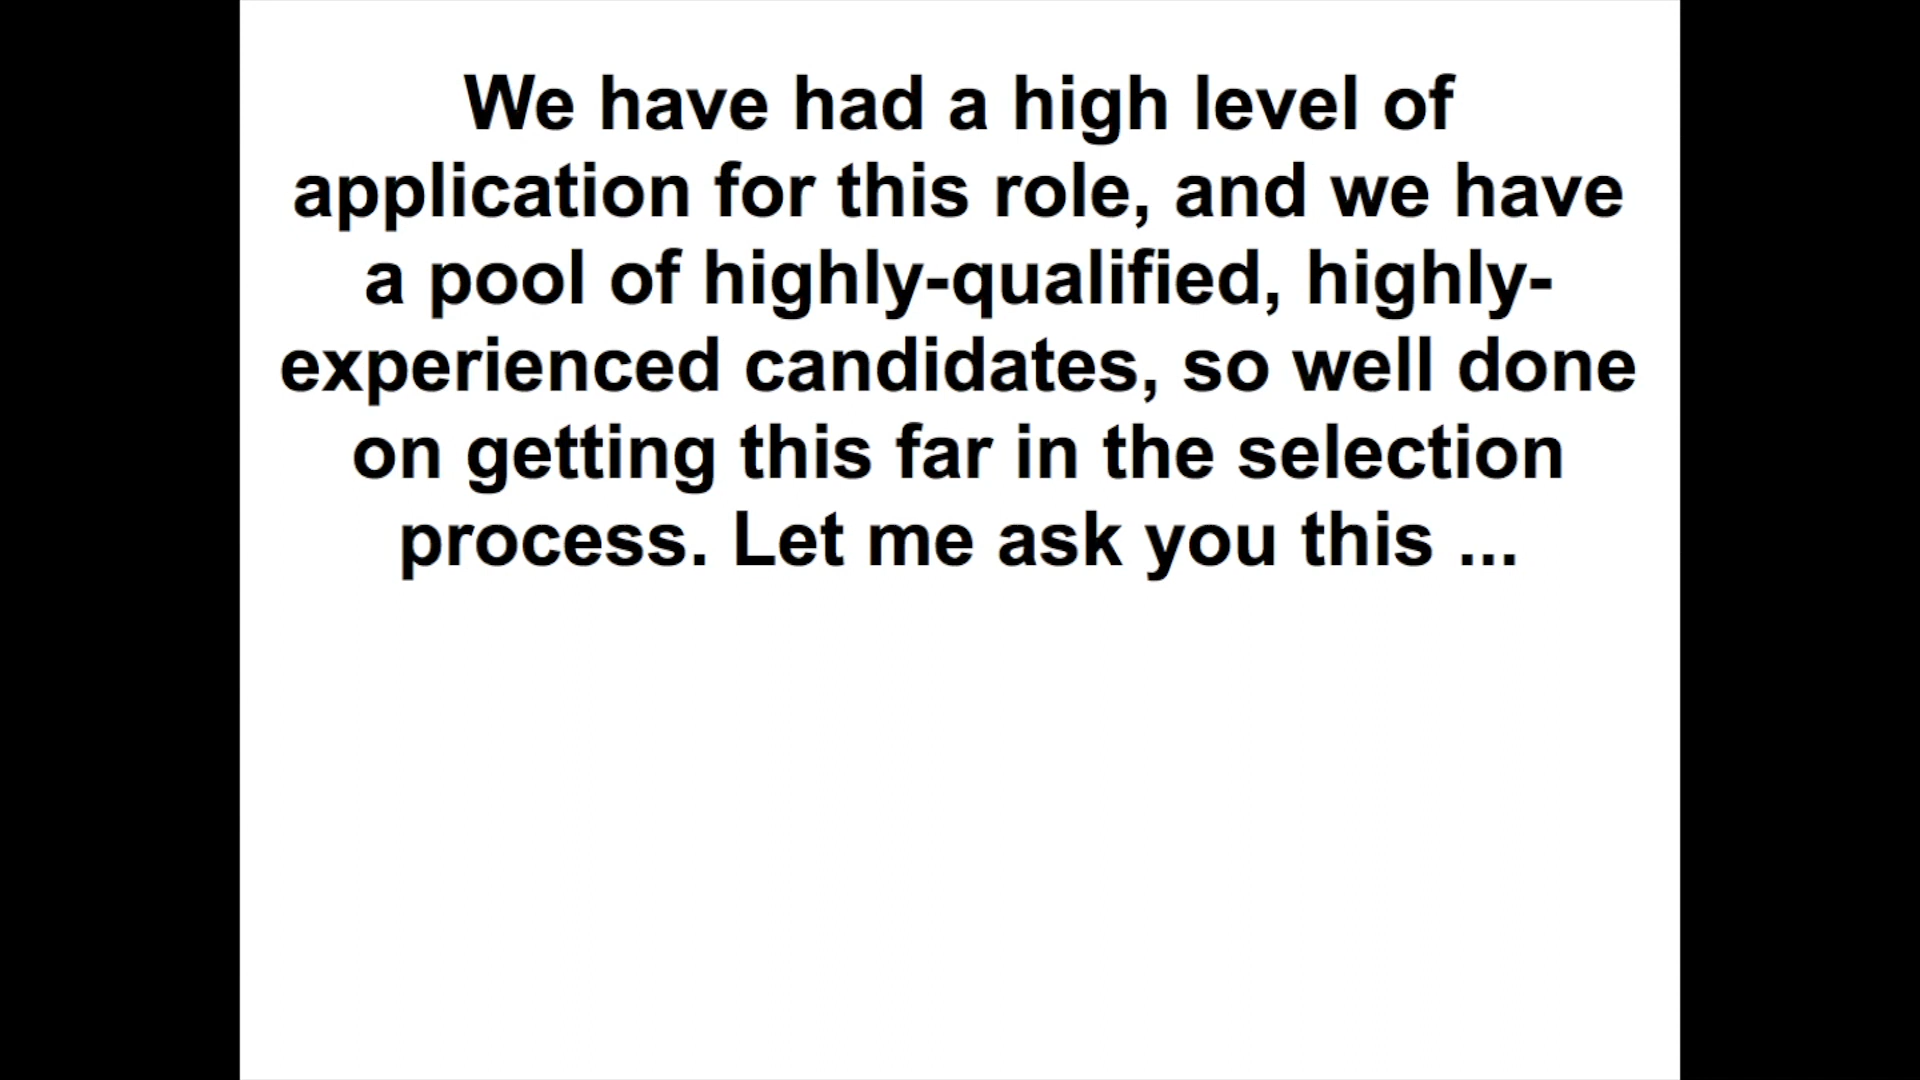 We have had a high level of
application for this role, and we have
a pool of highly-qualified, highly-
experienced candidates, so well done
on getting this far in the selection
process. Let me ask you this ...